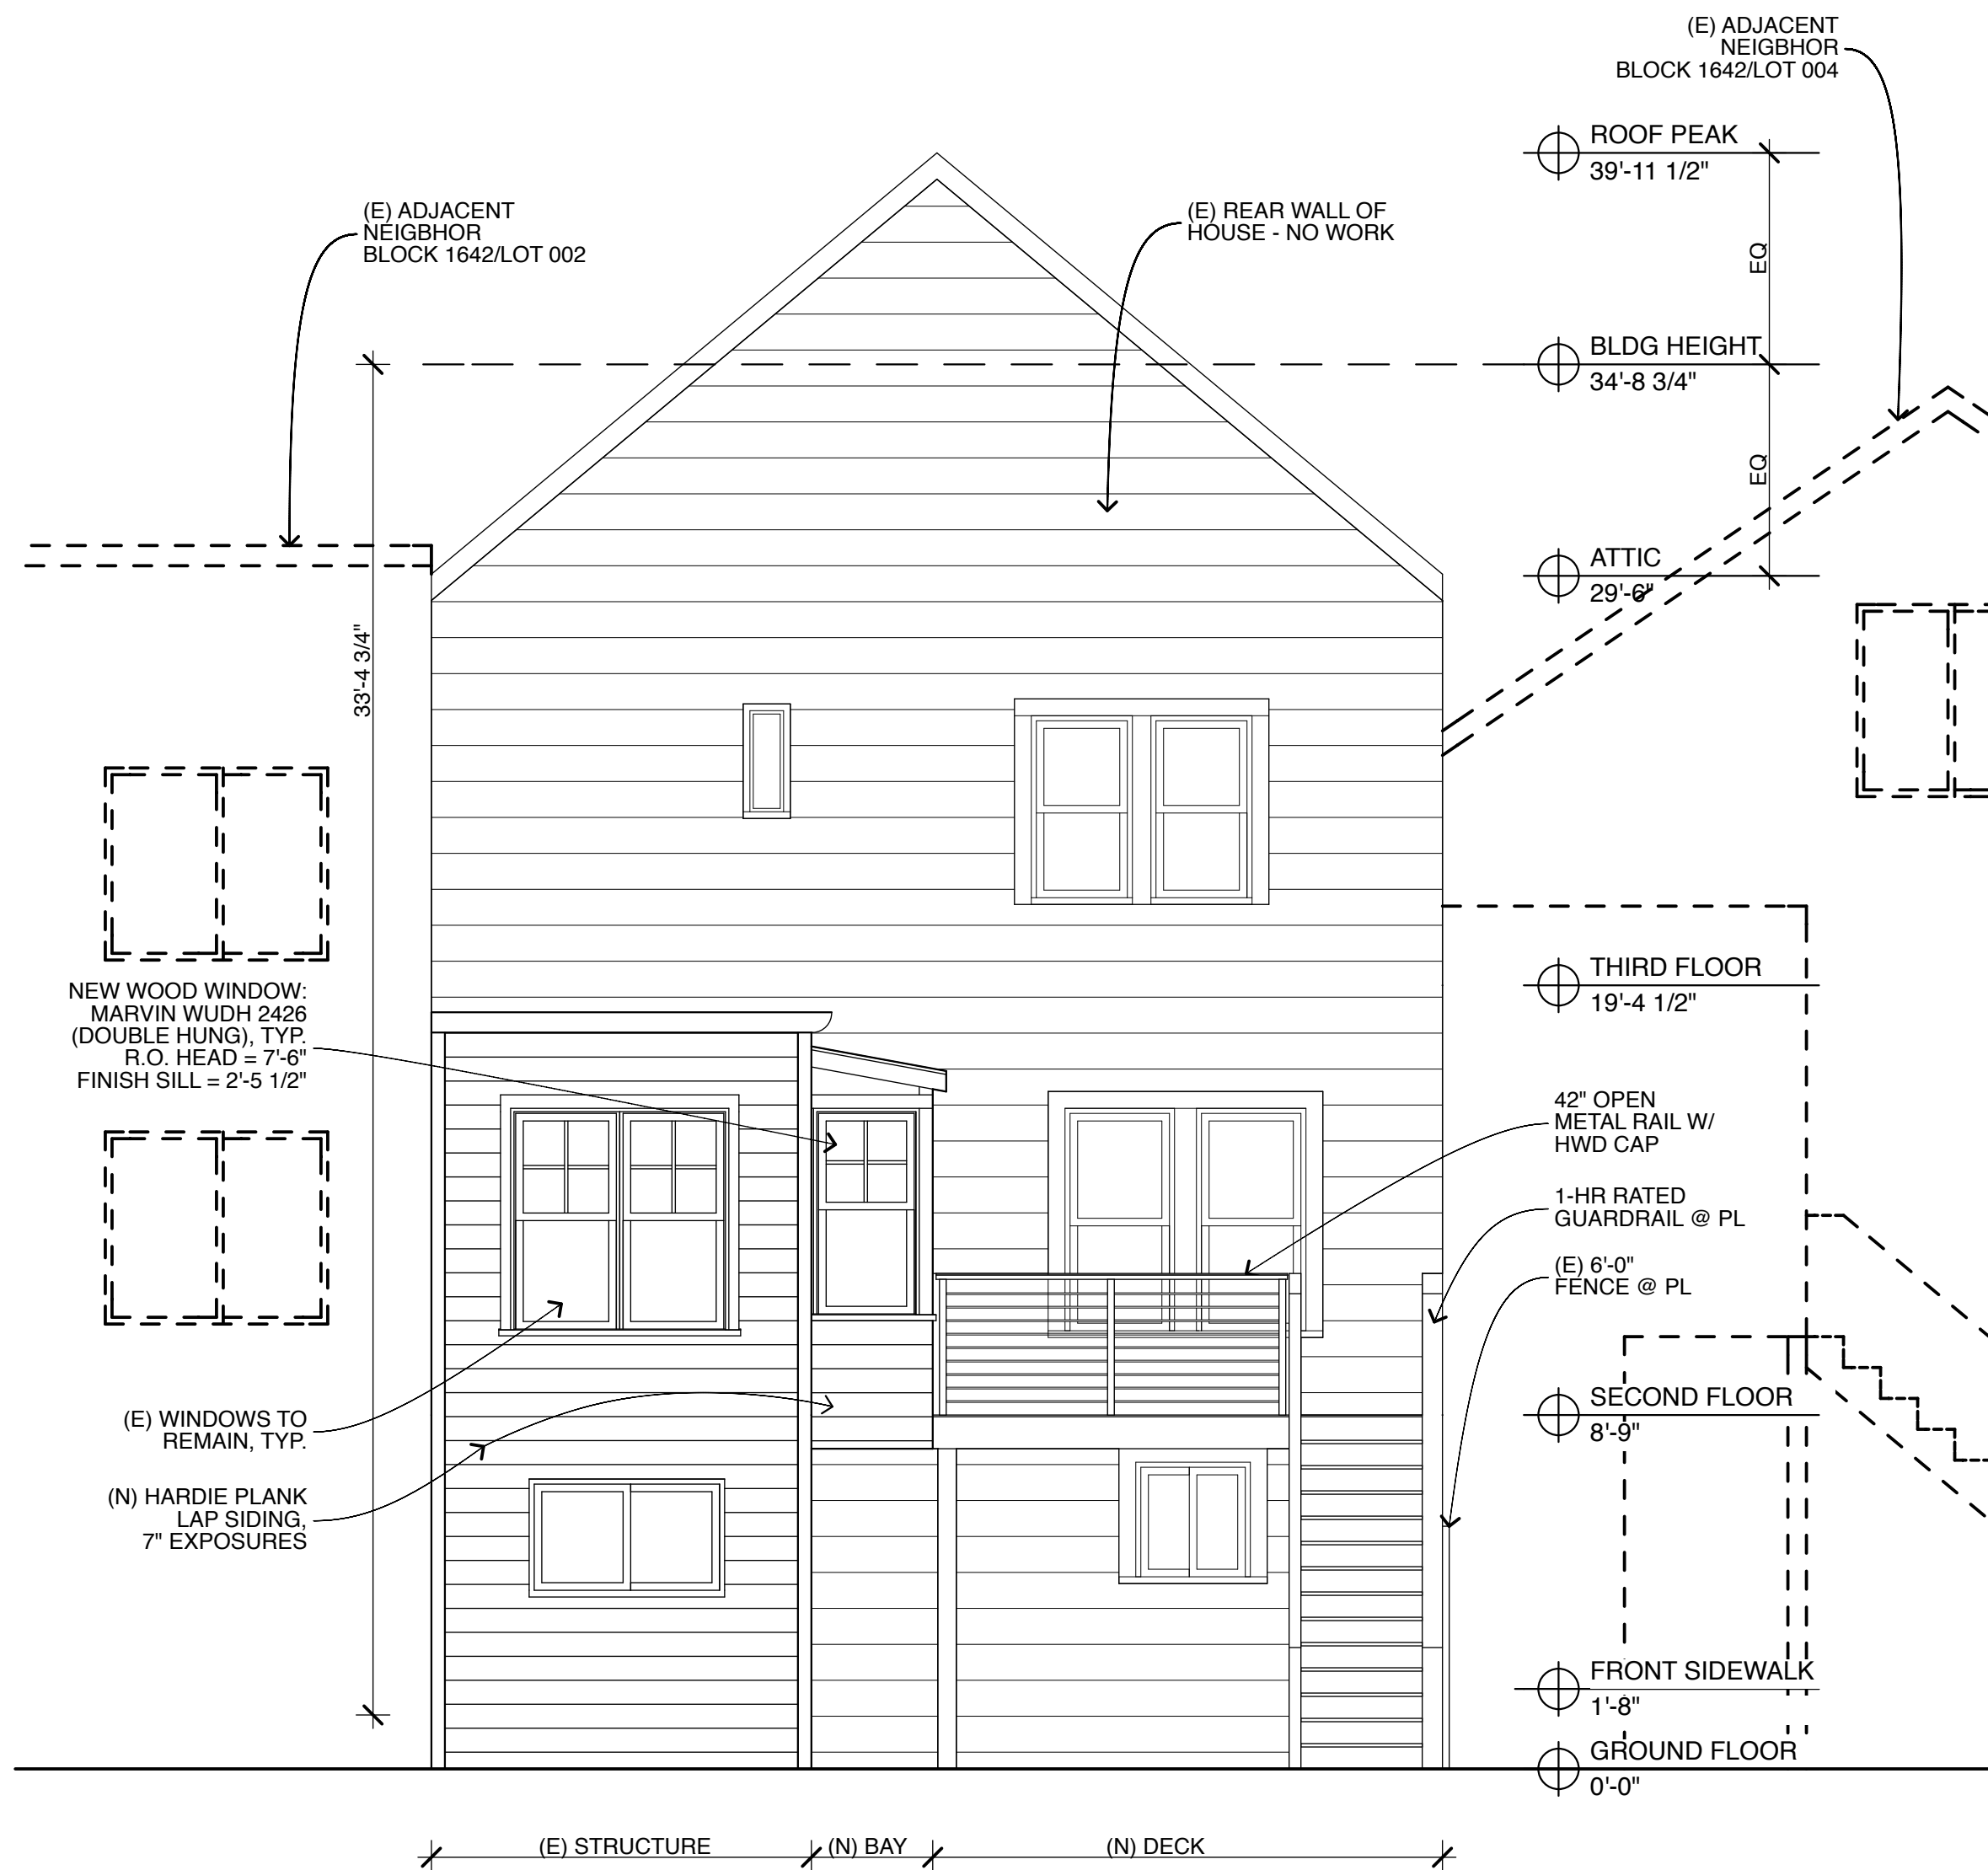 (E) ADJACENT
NEIGBHOR
BLOCK 1642/LOT 004
ROOF PEAK
39'-11 1/2"
(E) ADJACENT
NEIGBHOR
BLOCK 1642/LOT 002
(E) REAR WALL OF
HOUSE - NO WORK
EQ
BLDG HEIGHT
34'-8 3/4"
EQ
ATTIC
29'-6"
33'-4 3/4"
THIRD FLOOR
19'-4 1/2"
NEW WOOD WINDOW:
MARVIN WUDH 2426
(DOUBLE HUNG), TYP.
R.O. HEAD = 7'-6"
FINISH SILL = 2'-5 1/2"
42" OPEN
METAL RAIL W/
HWD CAP
1-HR RATED
GUARDRAIL @ PL
(E) 6'-0"
FENCE @ PL
SECOND FLOOR
8'-9"
(E) WINDOWS TO
REMAIN, TYP.
(N) HARDIE PLANK
LAP SIDING,
7" EXPOSURES
FRONT SIDEWALK
1'-8"
GROUND FLOOR
0'-0"
(E) STRUCTURE
(N) BAY
(N) DECK